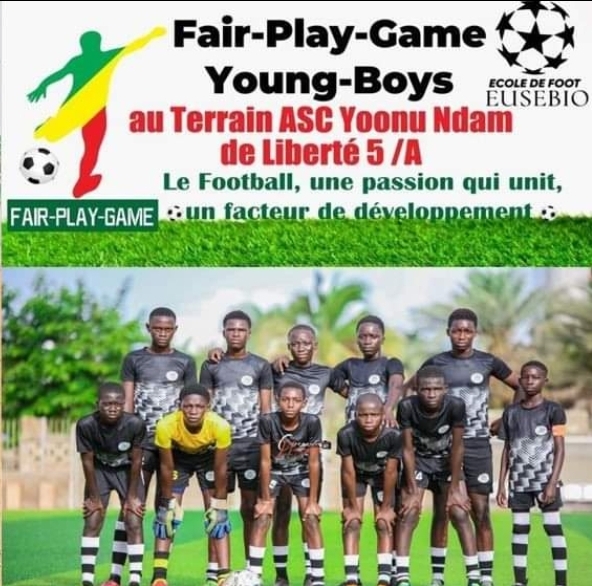 Fair-Play-Game
Young-Boys
au Terrain ASC Yoonu Ndam
de Liberté 5 /A
Le Football, une passion qui unit,
un facteur de développement
FAIR-PLAY-GAME
ECOLE DE FOOT
EUSEBIO